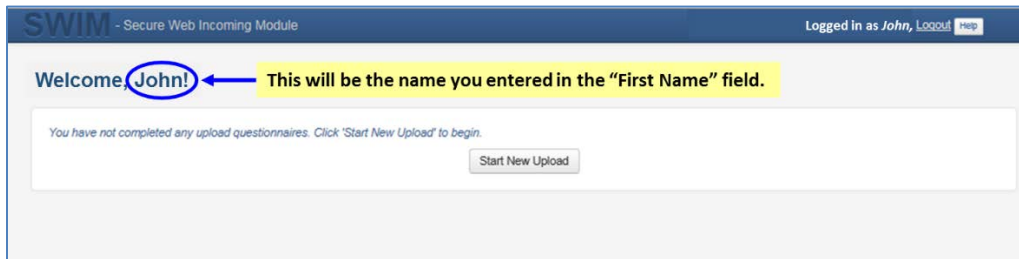 SWIM - Secure Web Incoming Module
Logged in as John, Logout Help
Welcome, John!
This will be the name you entered in the “First Name” field.
You have not completed any upload questionnaires. Click 'Start New Upload' to begin.
Start New Upload